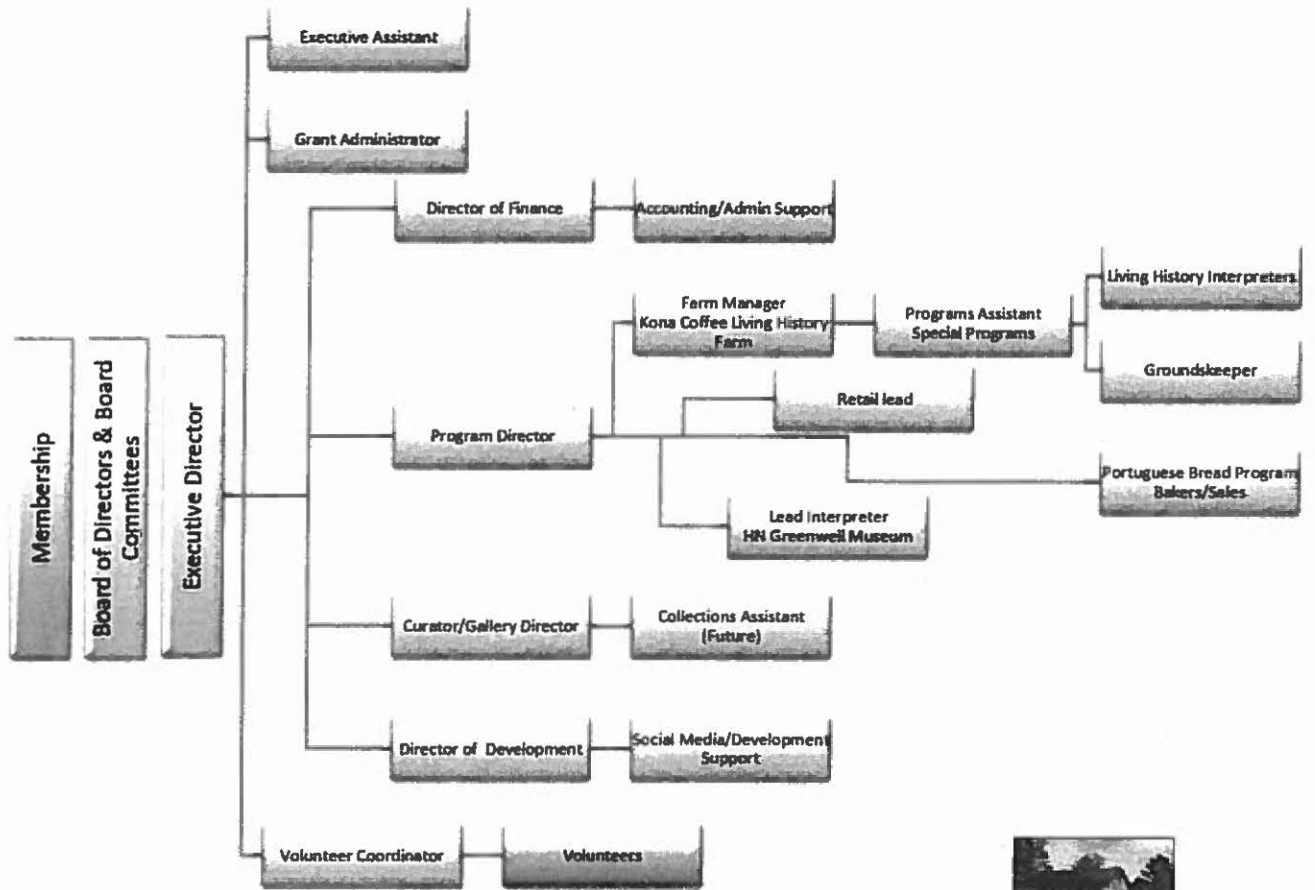 Membership
Board of Directors & Board
Committees
Executive Director
Executive Assistant
Grant Administrator
Director of Finance
Accounting/Admin Support
Farm Manager
Kona Coffee Living History
Farm
Programs Assistant
Special Programs
Living History Interpreters
Groundskeeper
Retail lead
Program Director
Portuguese Bread Program
Bakers/Sales
Lead Interpreter
HN Greenwell Museum
Curator/Gallery Director
Collections Assistant
(Future)
Director of Development
Social Media/Development
Support
Volunteer Coordinator
Volunteers